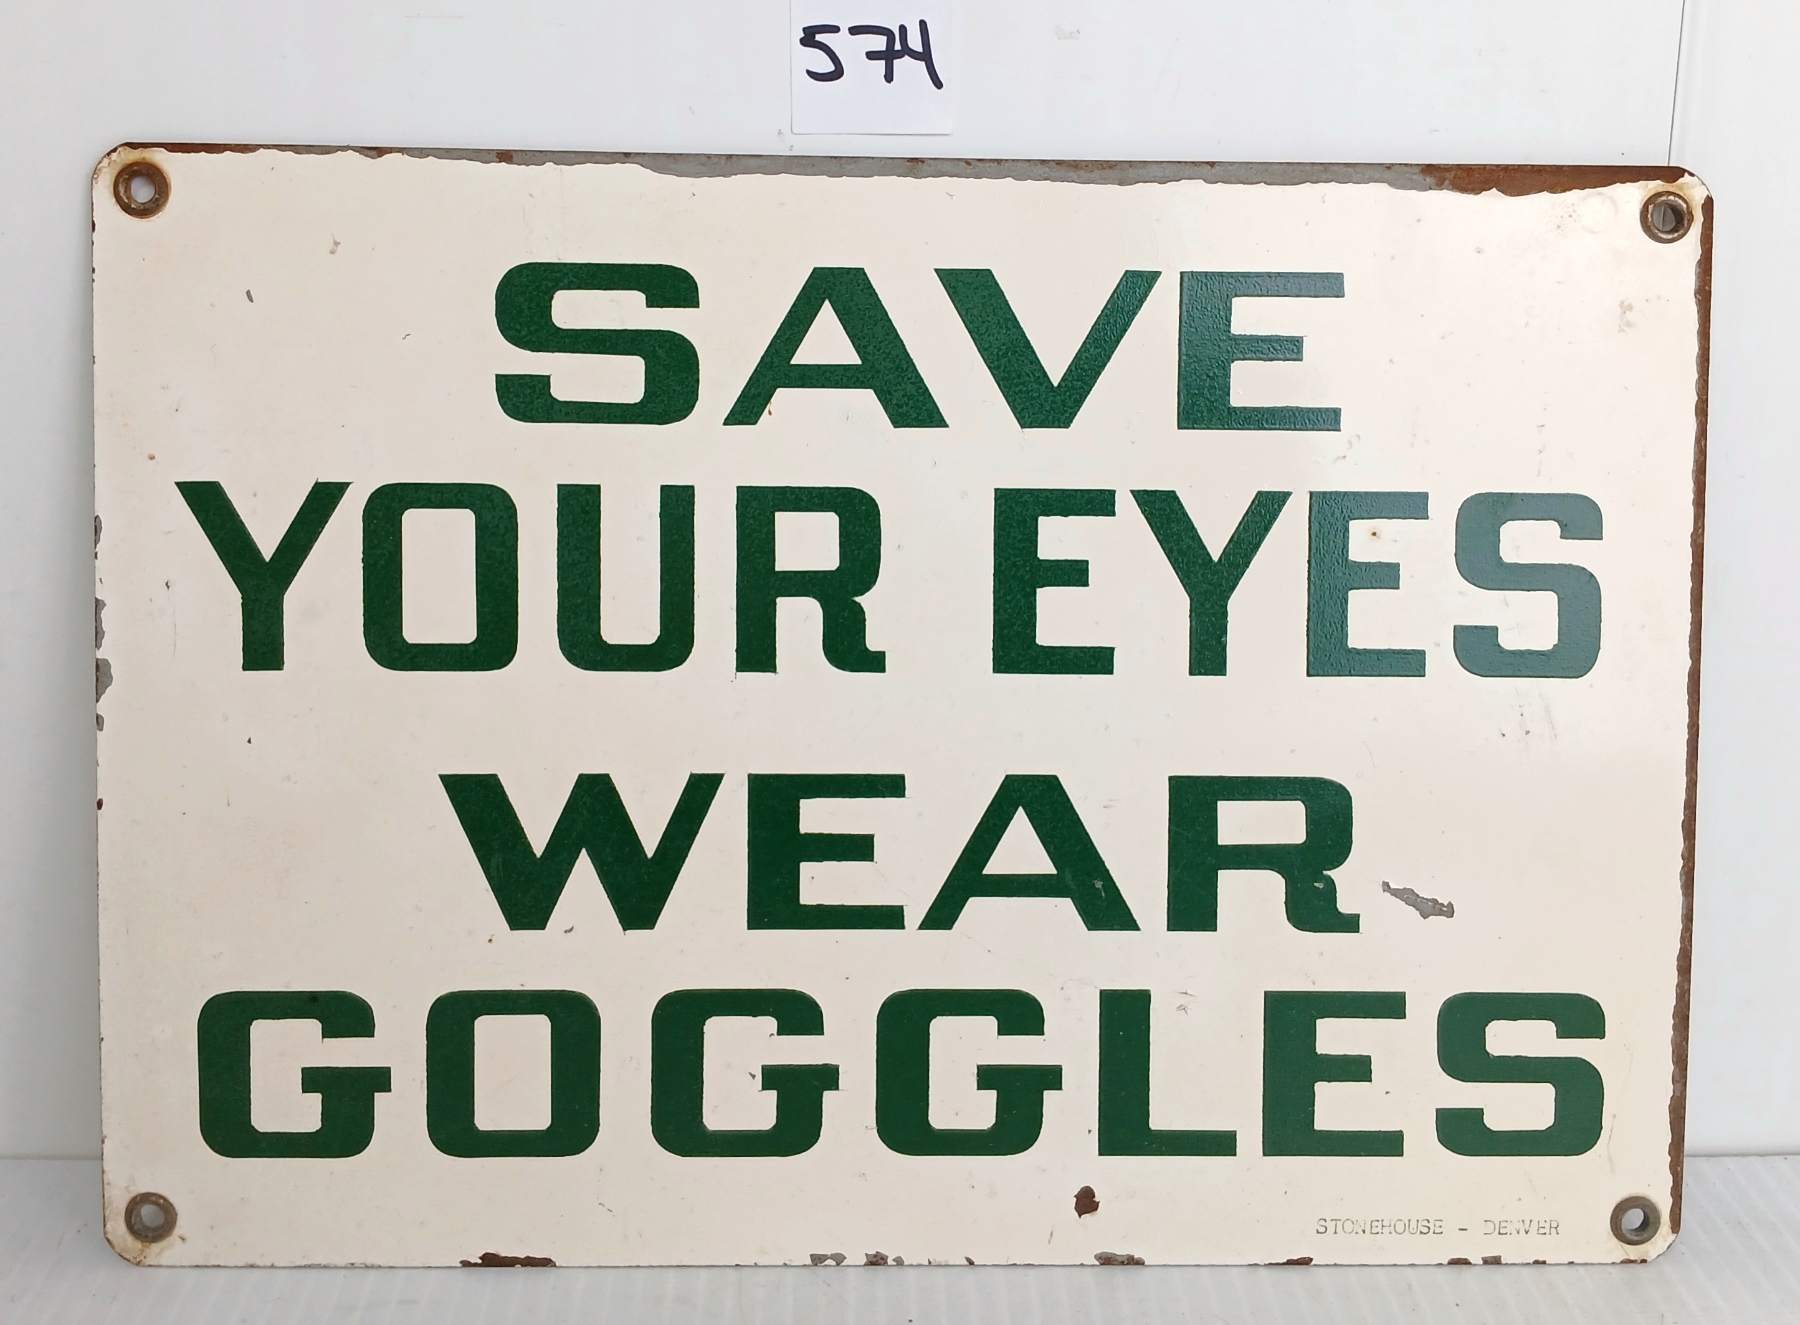 574
SAVE
YOUR EYES
WEAR
GOGGLES
STONEHOUSE - DENVER